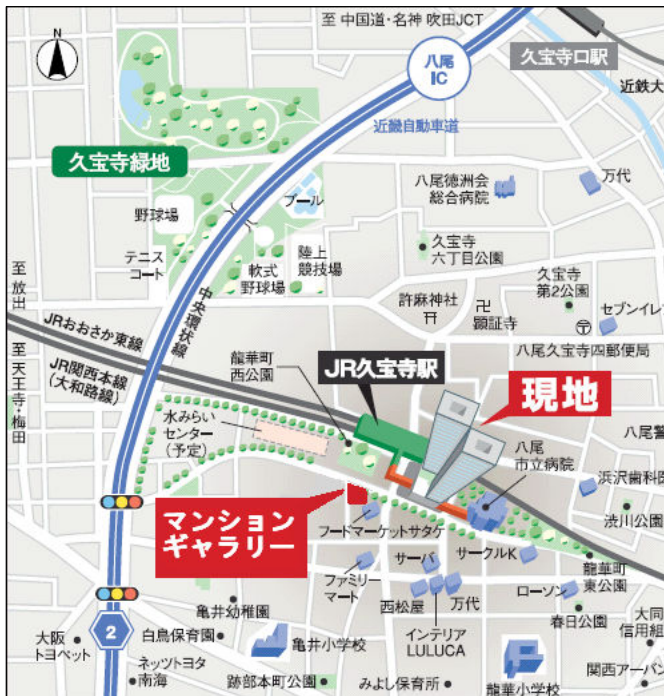 至 中国道・名神 吹田JCT
N
八尾
IC
久宝寺口駅
近鉄大
近畿自動車道
久宝寺緑地
八尾徳洲会
総合病院
万代
プール
野球場
久宝寺
六丁目公園
陸上
競技場
テニス
コート
軟式
野球場
至 放出
久宝寺
第2公園
中央環状線
許麻神社
卍
顕証寺
セブンイレ
〒
JRおおさか東線
八尾久宝寺四郵便局
至 天王寺・梅田
JR関西本線
(大和路線)
龍華町
西公園
JR久宝寺駅
現地
水みらい
センター
(予定)
八尾
市立病院
八尾警
浜沢歯科医
渋川公園
マンション
ギャラリー
フードマーケットサタケ
サーバ
サークルK
龍華町
東公園
ファミリー
マート
ローソン
西松屋
万代
春日公園
インテリア
LULUCA
大同
信用組
亀井幼稚園
2
大阪
トヨペット
白鳥保育園
亀井小学校
ネッツトヨタ
南海
跡部本町公園
みよし保育所
龍華小学校
関西アーバン